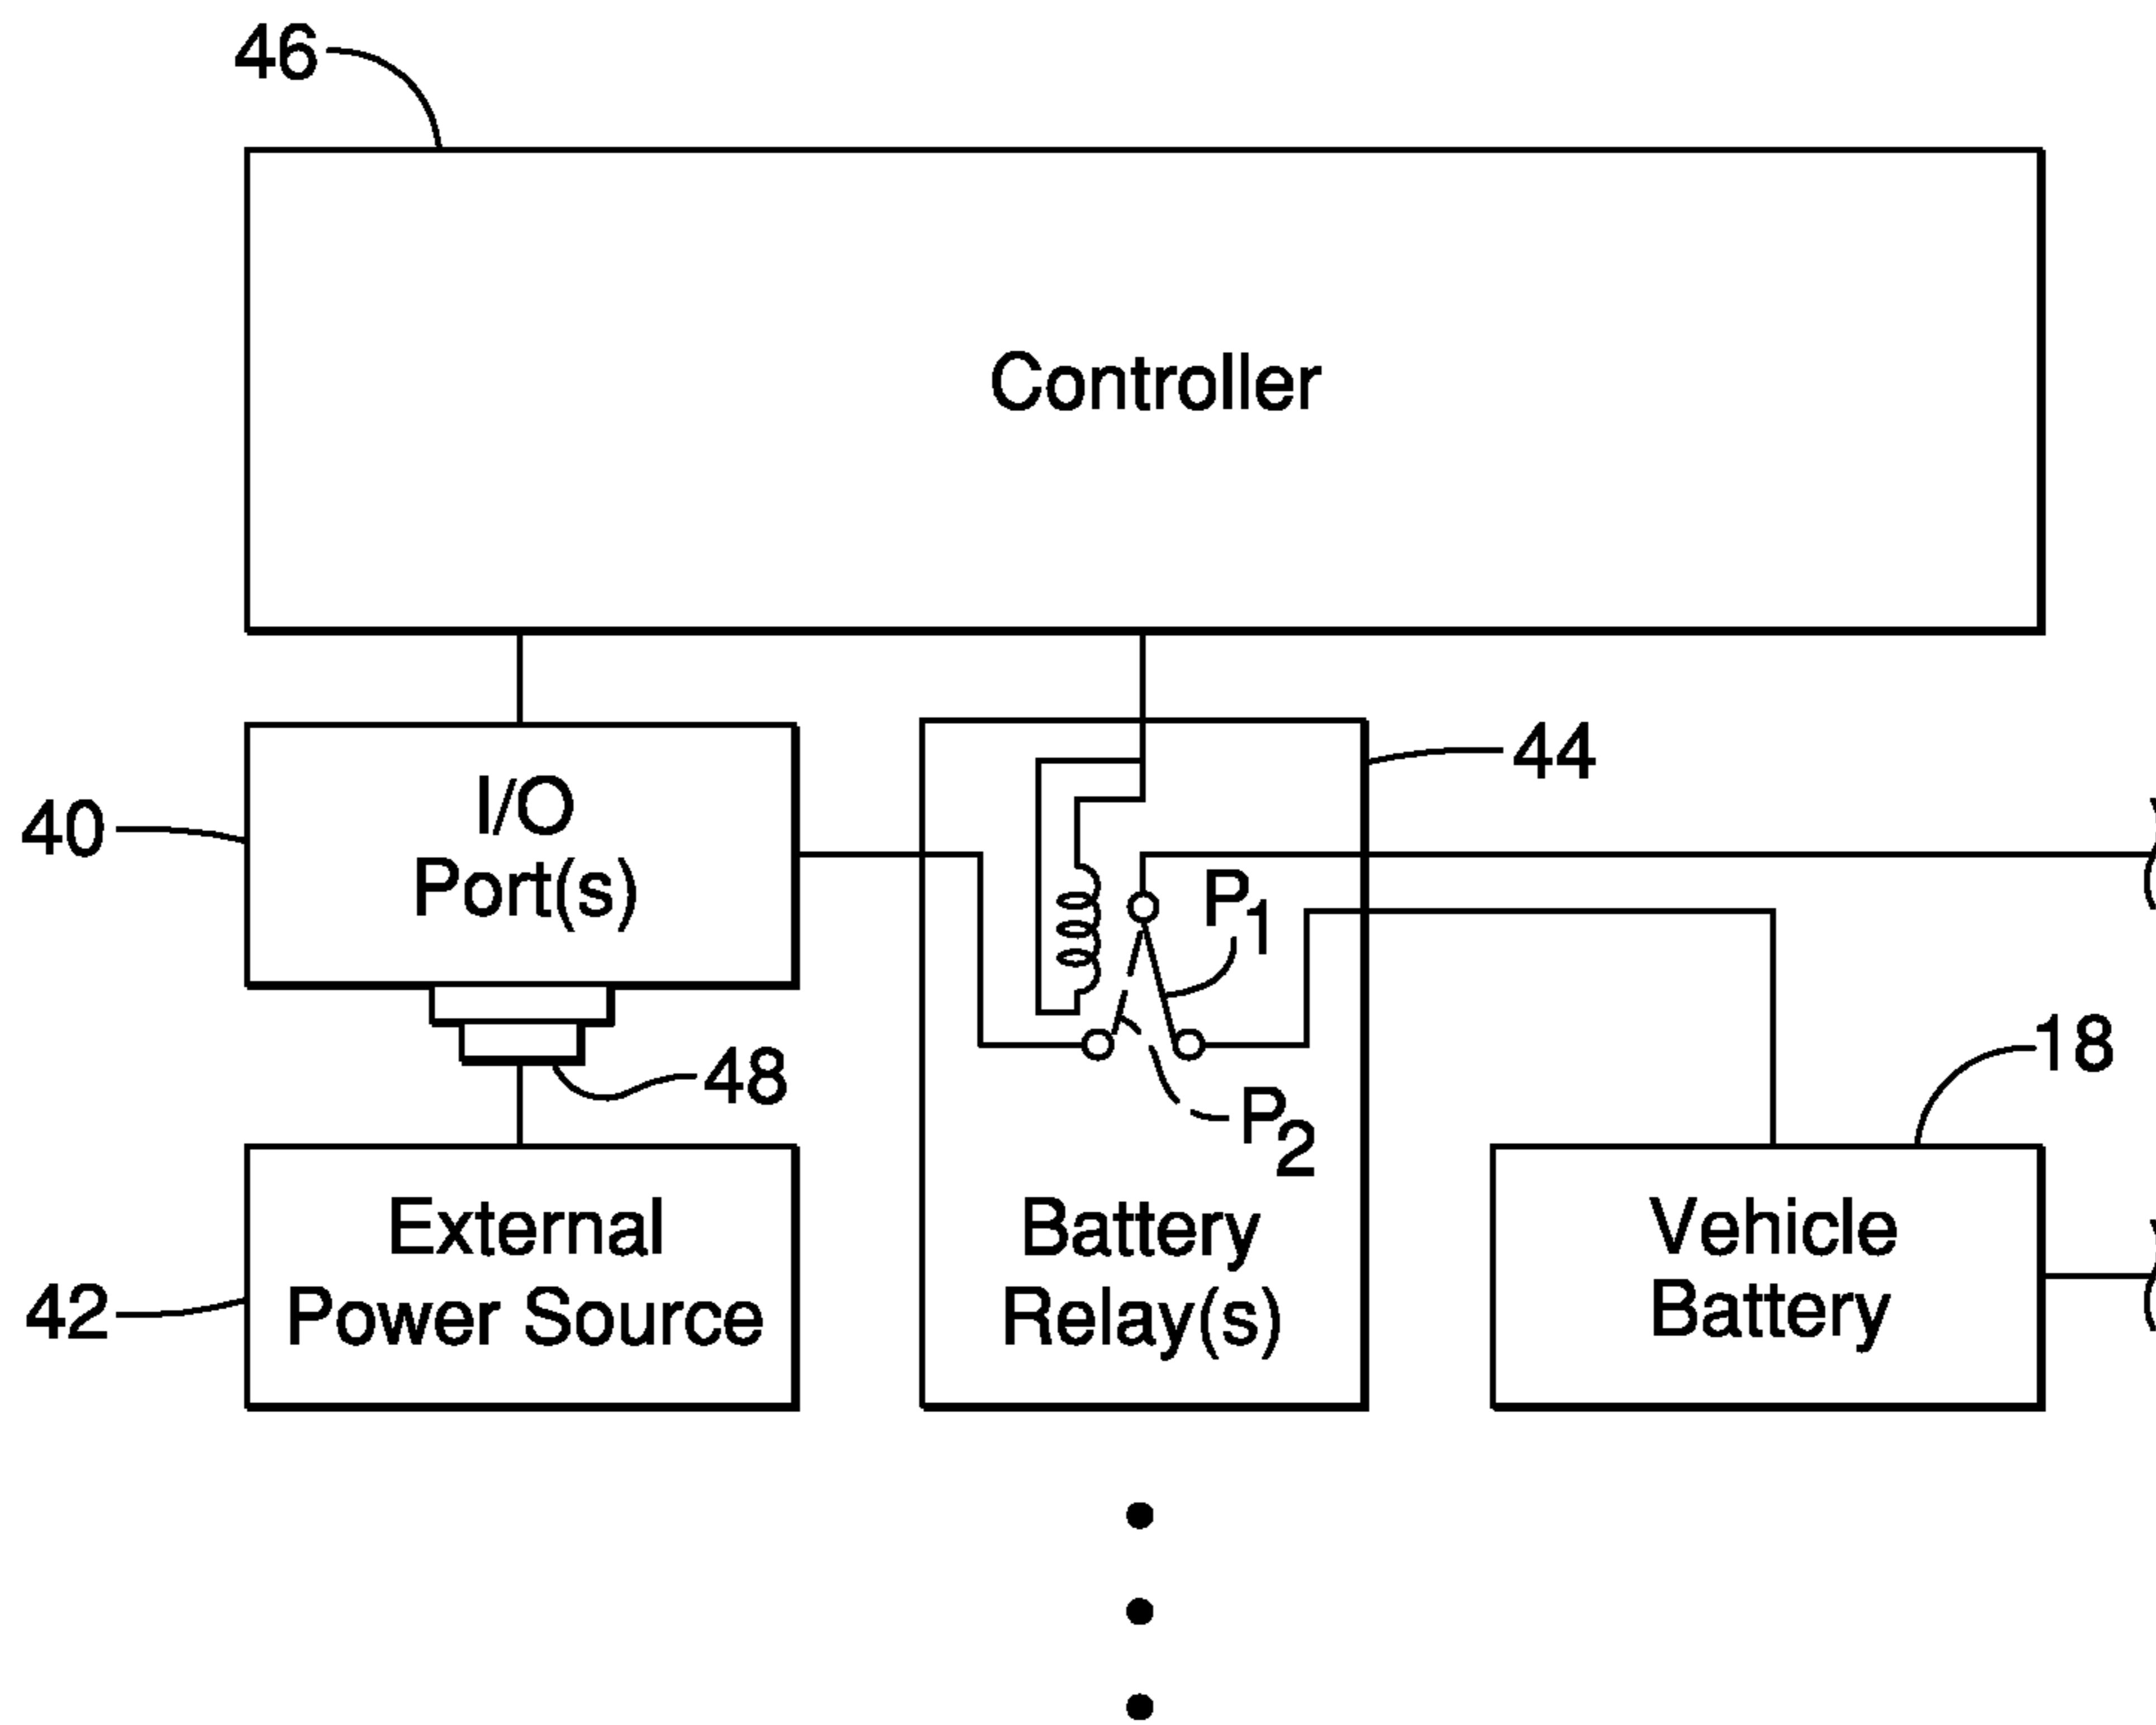 46
Controller
I/O
Port(s)
40
44
P1
18
48
P2
External
Power Source
42
Battery
Relay(s)
Vehicle
Battery